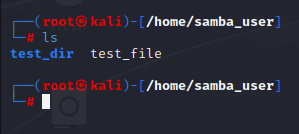 ┌──(root㉿kali)-[/home/samba_user]
└─# ls
test_dir  test_file
┌──(root㉿kali)-[/home/samba_user]
└─#